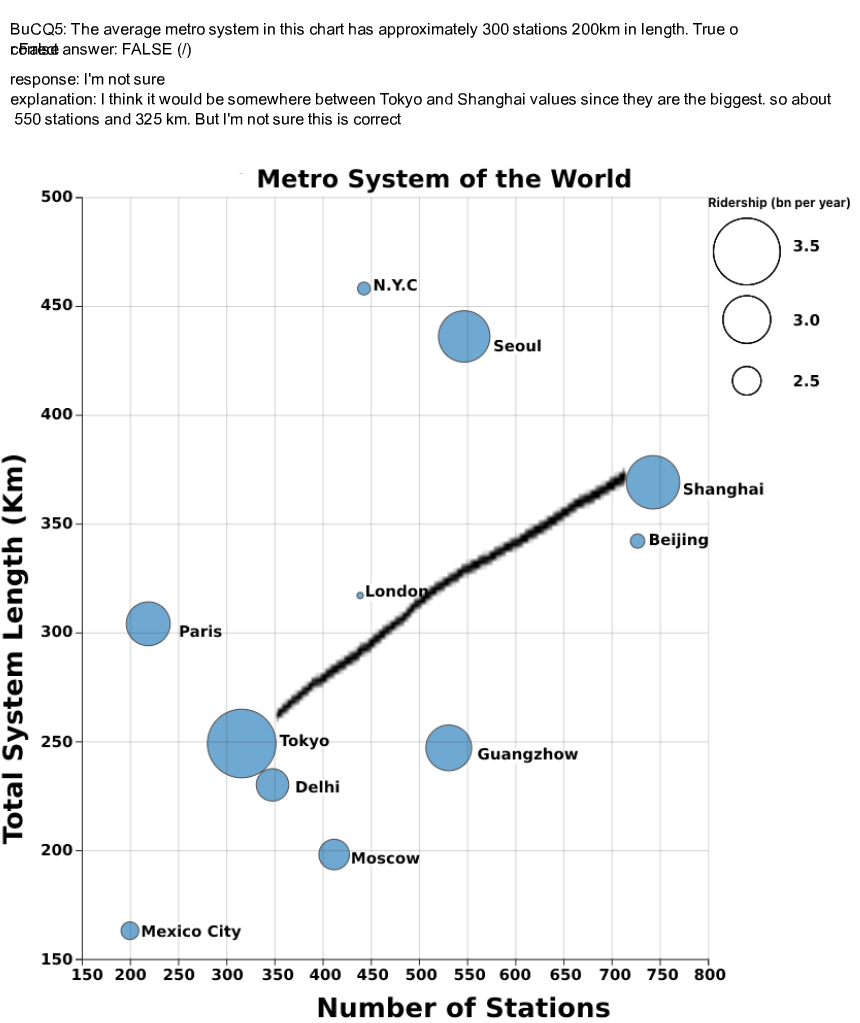 BuCQ5: The average metro system in this chart has approximately 300 stations 200km in length. True o
answer: FALSE (/)
response: I'm not sure
explanation: I think it would be somewhere between Tokyo and Shanghai values since they are the biggest. so about
550 stations and 325 km. But I'm not sure this is correct
Metro System of the World
Ridership (bn per year)
3.5
3.0
2.5
Total System Length (Km)
500
450
400
350
300
250
200
150
N.Y.C
Seoul
Shanghai
Beijing
London
Paris
Tokyo
Guangzhow
Delhi
Moscow
Mexico City
150 200 250 300 350 400 450 500 550 600 650 700 750 800
Number of Stations